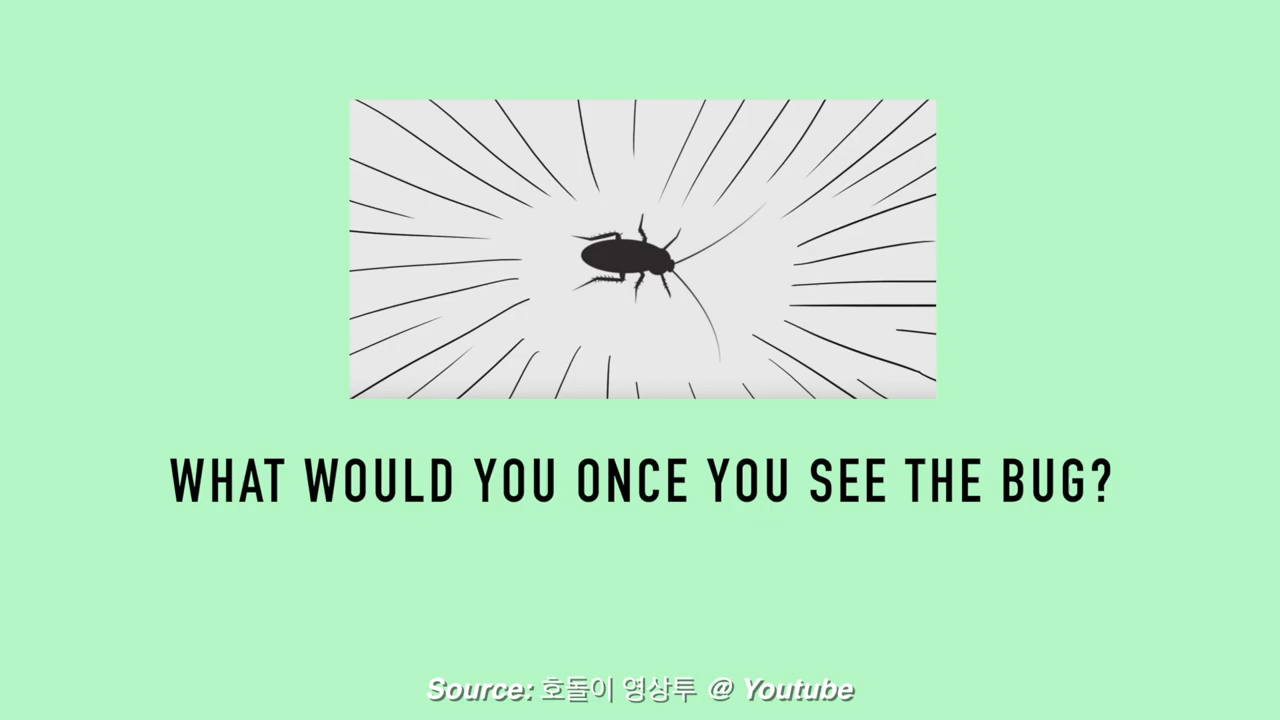 WHAT WOULD YOU ONCE YOU SEE THE BUG?
Source: 호돌이 영상투 @ Youtube